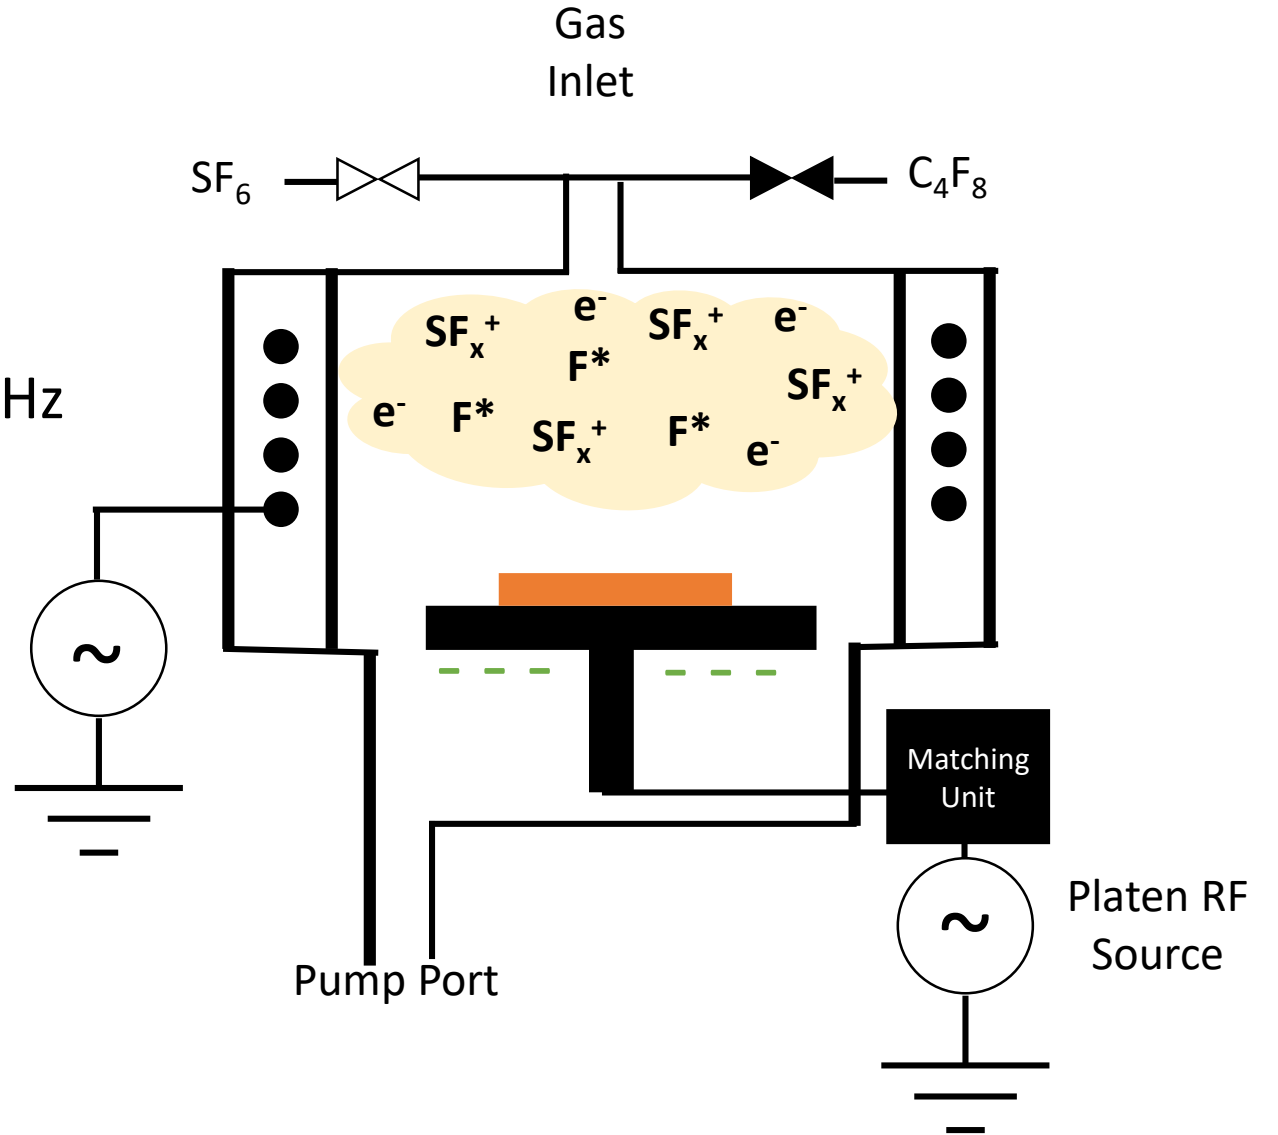 Gas
Inlet
SF₆
C₄F₈
e⁻
SFₓ⁺
SFₓ⁺
e⁻
F*
SFₓ⁺
Hz
e⁻
F*
SFₓ⁺
F*
e⁻
~
Matching
Unit
~
Platen RF
Source
Pump Port